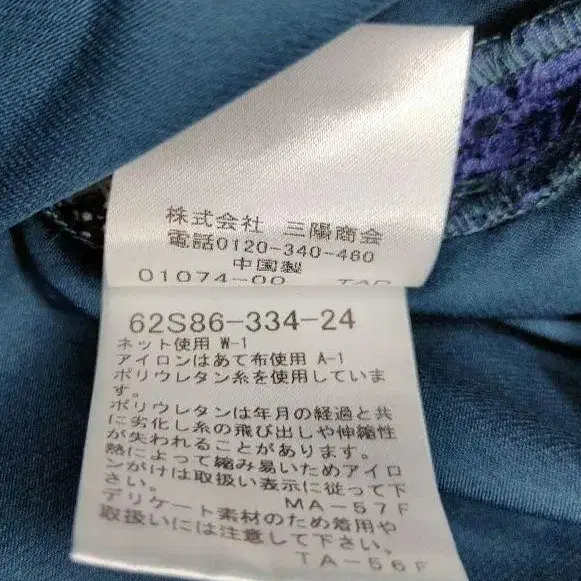 株式会社 三陽商会
電話0120-340-460
中国製
01074-00
62S86-334-24
ネット使用 W-1
アイロンはあて布使用 A-1
ポリウレタン糸を使用していま
す。
ポリウレタンは年月の経過と共
に劣化し糸の飛び出しや伸縮性
が失われることがあります。
熱によって縮み易いためアイロ
ンがけは取扱い表示に従って下
さい。 MA-57F
デリケート素材のため着用や
取扱いには注意して下さい。
TA-56F